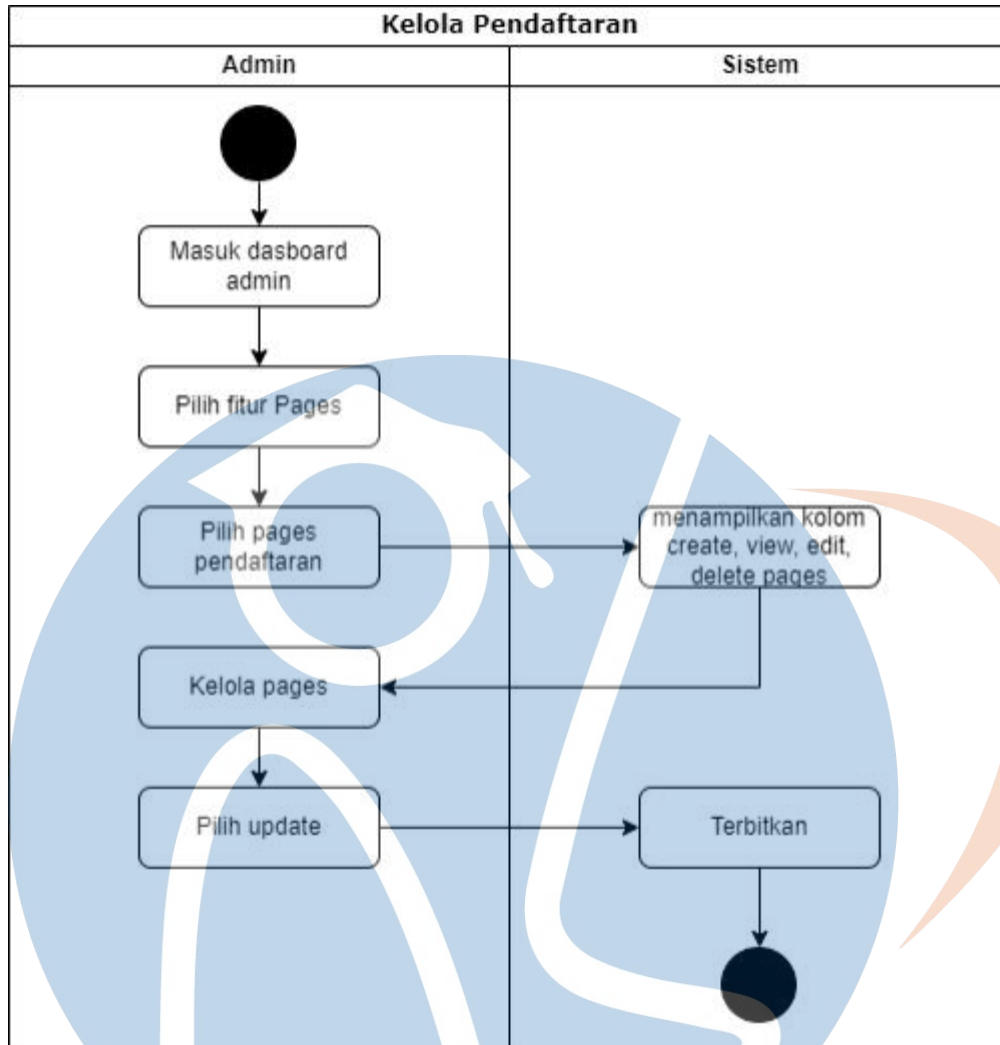 Kelola Pendaftaran
Admin
Sistem
Masuk dasboard
admin
Pilih fitur Pages
Pilih pages
pendaftaran
menampilkan kolom
create, view, edit,
delete pages
Kelola pages
Pilih update
Terbitkan